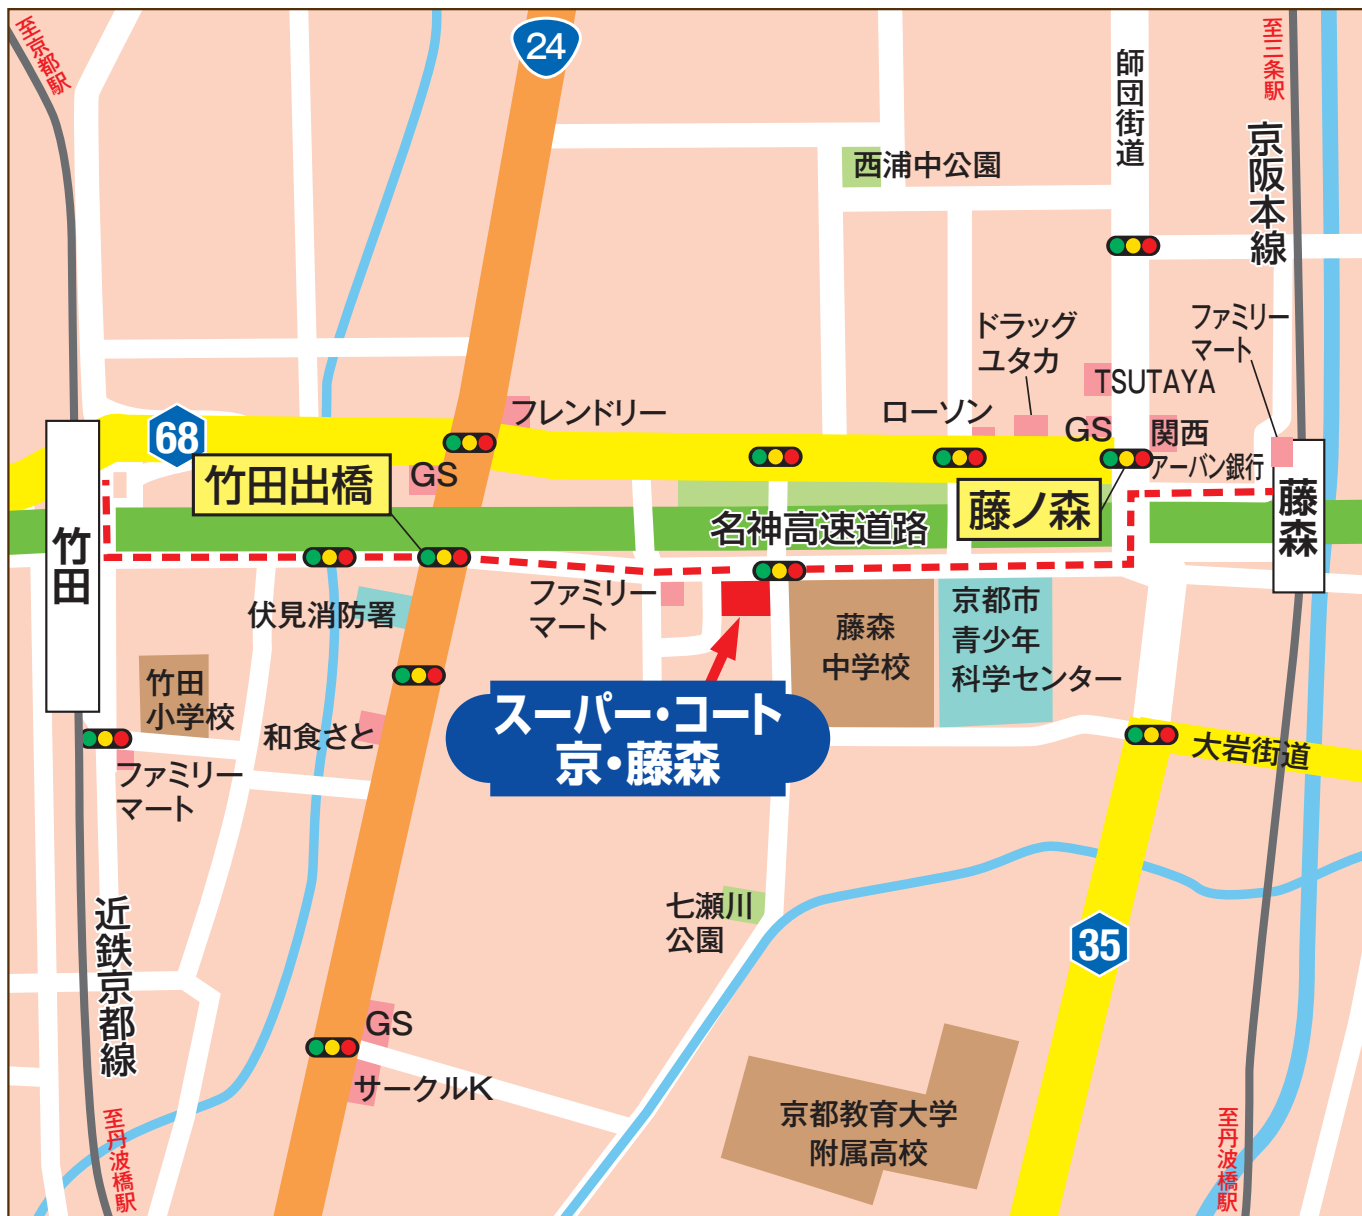 至京都駅
24
師団街道
至三条駅
京阪本線
西浦中公園
ドラッグ
ユタカ
ファミリー
マート
TSUTAYA
フレンドリー
ローソン
GS
関西
アーバン銀行
68
GS
竹田出橋
藤ノ森
名神高速道路
竹田
藤森
伏見消防署
ファミリー
マート
藤森
中学校
京都市
青少年
科学センター
竹田
小学校
和食さと
スーパー・コート
京・藤森
大岩街道
ファミリー
マート
七瀬川
公園
近鉄京都線
35
GS
サークルK
京都教育大学
附属高校
至丹波橋駅
至丹波橋駅